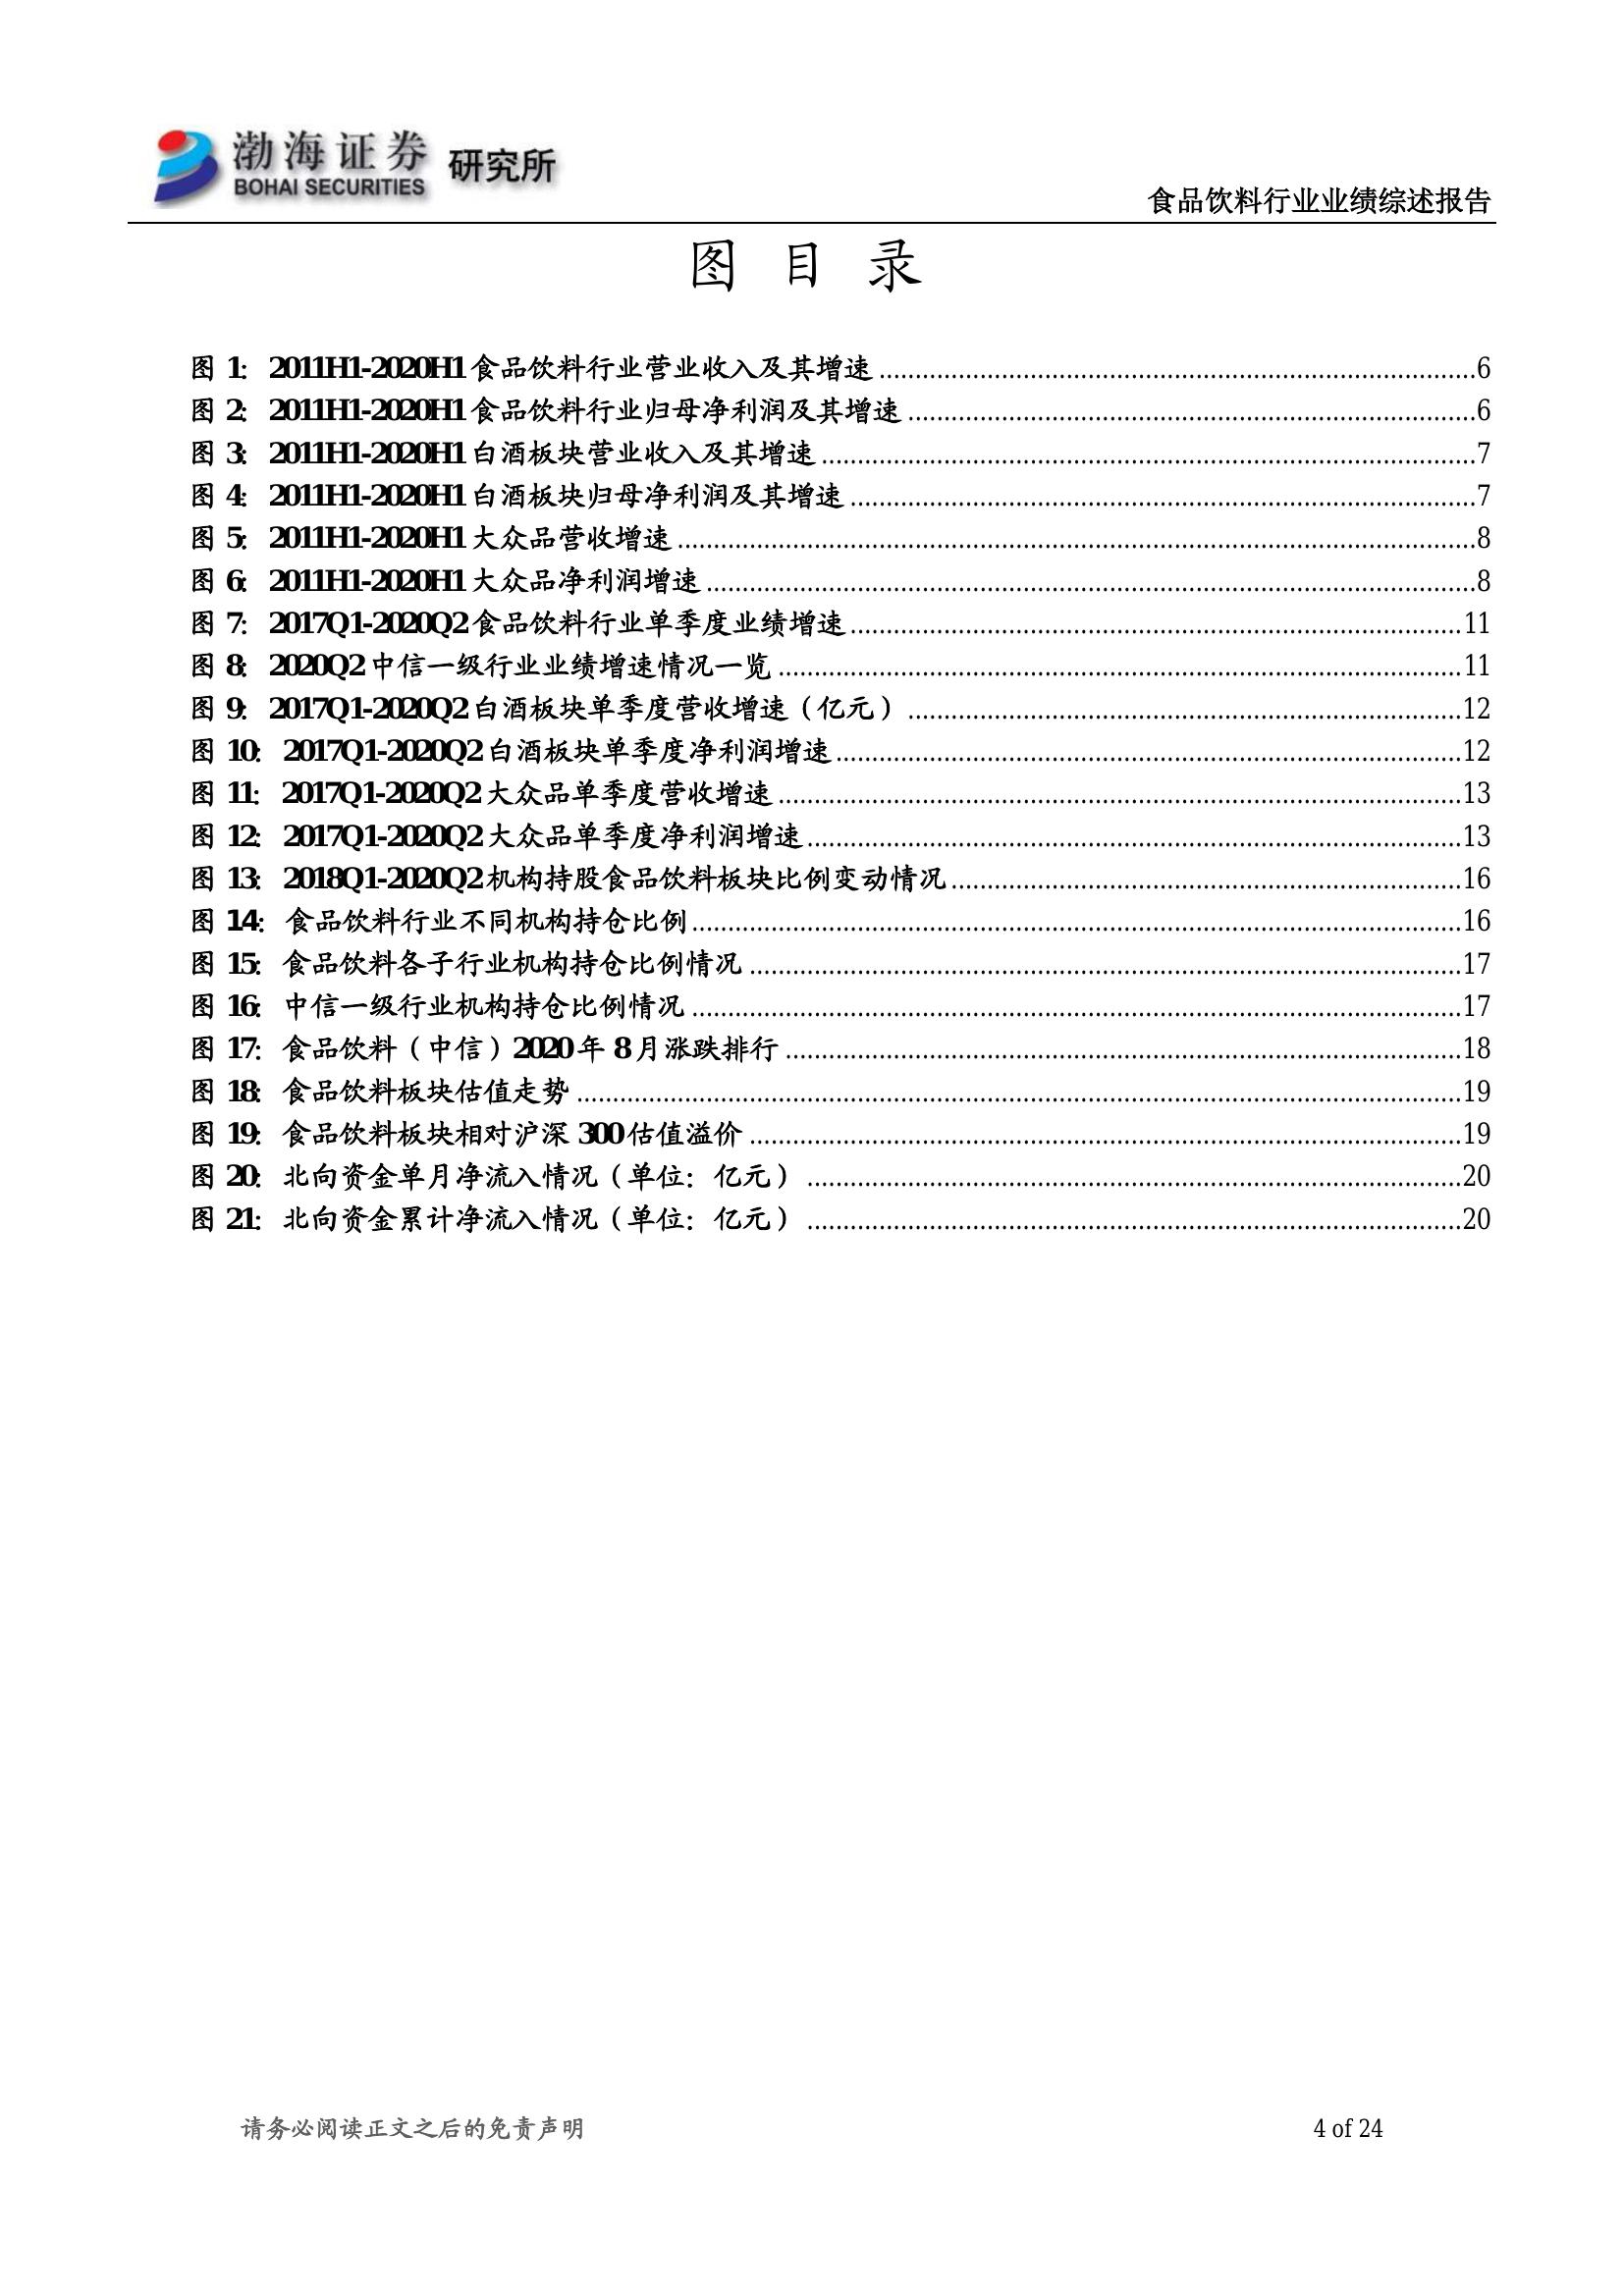 渤海证券 研究所
BOHAI SECURITIES
食品饮料行业业绩综述报告
图 目 录
图 1: 2011H1-2020H1 食品饮料行业营业收入及其增速 6
图 2: 2011H1-2020H1 食品饮料行业归母净利润及其增速 6
图 3: 2011H1-2020H1 白酒板块营业收入及其增速 7
图 4: 2011H1-2020H1 白酒板块归母净利润及其增速 7
图 5: 2011H1-2020H1 大众品营收增速 8
图 6: 2011H1-2020H1 大众品净利润增速 8
图 7: 2017Q1-2020Q2 食品饮料行业单季度业绩增速 11
图 8: 2020Q2 中信一级行业业绩增速情况一览 11
图 9: 2017Q1-2020Q2 白酒板块单季度营收增速（亿元） 12
图 10: 2017Q1-2020Q2 白酒板块单季度净利润增速 12
图 11: 2017Q1-2020Q2 大众品单季度营收增速 13
图 12: 2017Q1-2020Q2 大众品单季度净利润增速 13
图 13: 2018Q1-2020Q2 机构持股食品饮料板块比例变动情况 16
图 14: 食品饮料行业不同机构持仓比例 16
图 15: 食品饮料各子行业机构持仓比例情况 17
图 16: 中信一级行业机构持仓比例情况 17
图 17: 食品饮料（中信）2020 年 8 月涨跌排行 18
图 18: 食品饮料板块估值走势 19
图 19: 食品饮料板块相对沪深 300 估值溢价 19
图 20: 北向资金单月净流入情况（单位：亿元） 20
图 21: 北向资金累计净流入情况（单位：亿元） 20
请务必阅读正文之后的免责声明 4 of 24